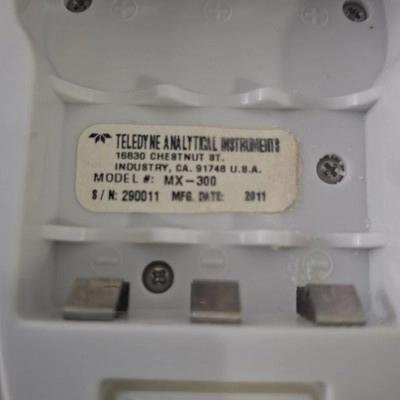 TELEDYNE ANALYTICAL INSTRUMENTS
16830 CHESTNUT ST.
INDUSTRY, CA. 91748 U.S.A.
MODEL #: MX-300
S/N: 290011 MFG. DATE: 2011